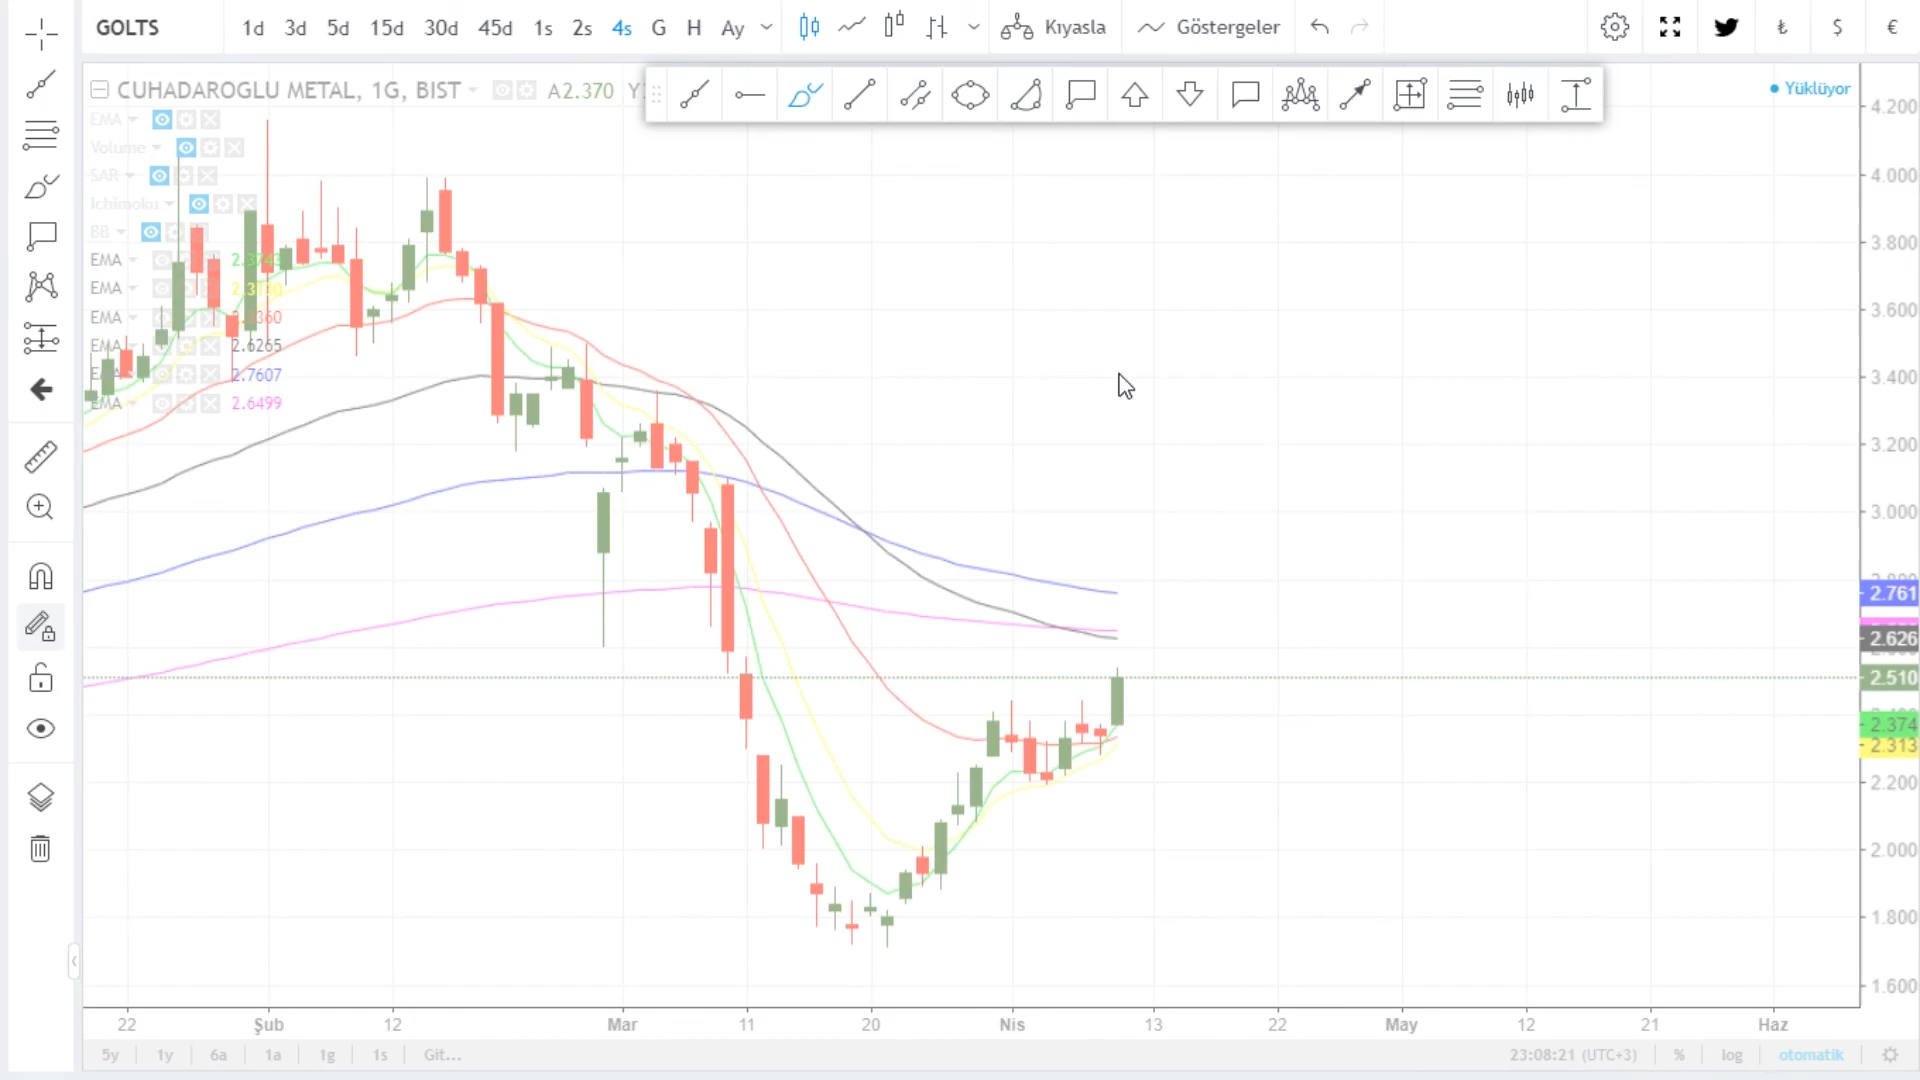 GOLTS 1d 3d 5d 15d 30d 45d 1s 2s 4s G H Ay Kıyasla Göstergeler ₺ $ €
CUHADAROGLU METAL, 1G, BIST A2.370
Yüklüyor
EMA
Volume
SAR
Ichimoku
BB
EMA
EMA
EMA
EMA 2.6255
EMA 2.7607
EMA 2.6499
4.200
4.000
3.800
3.600
3.400
3.200
3.000
2.761
2.626
2.510
2.374
2.313
2.200
2.000
1.800
1.600
22 Şub 12 Mar 11 20 Nis 13 22 May 12 21 Haz
5y 1y 6a 1a 1g 1s Git... 23:08:21 (UTC+3) % log otomatik